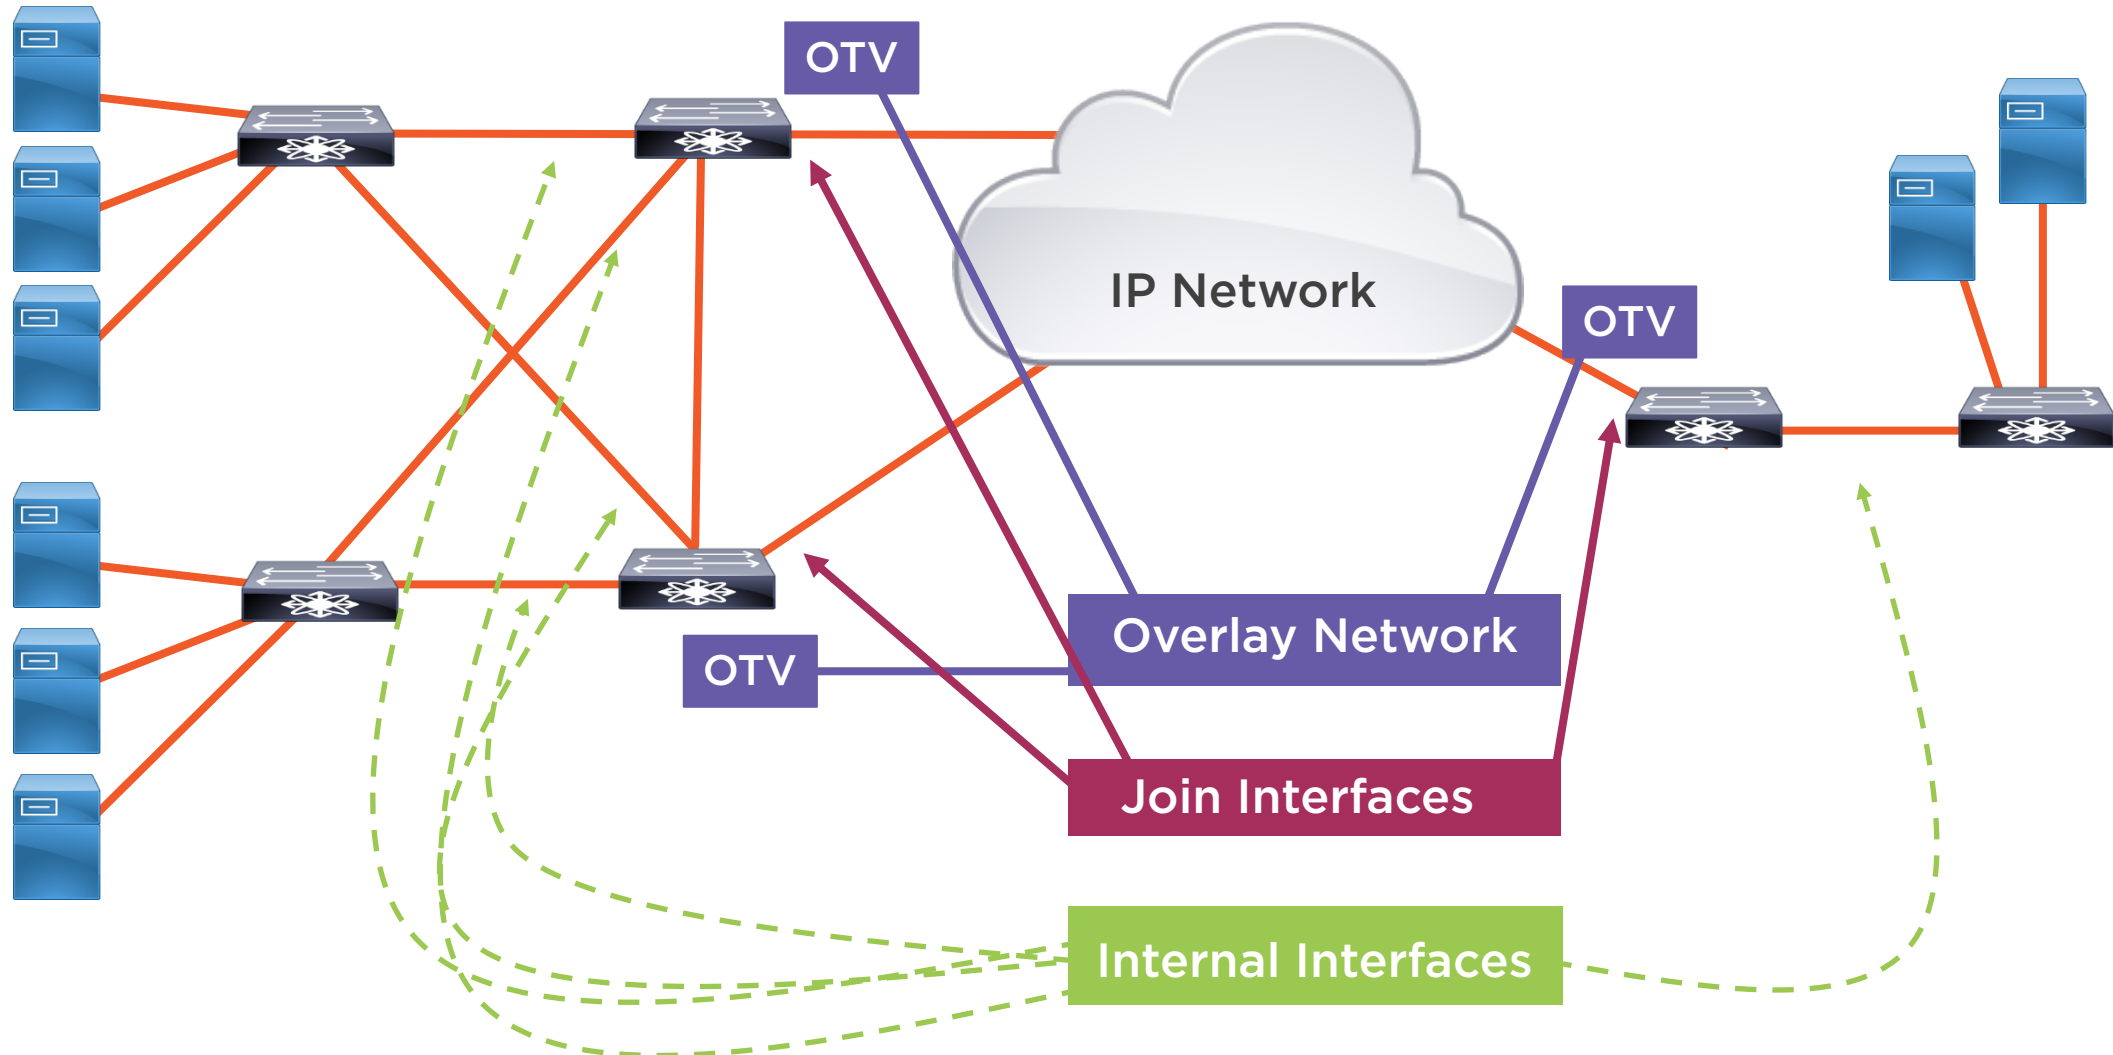 OTV
IP Network
OTV
Overlay Network
OTV
Join Interfaces
Internal Interfaces